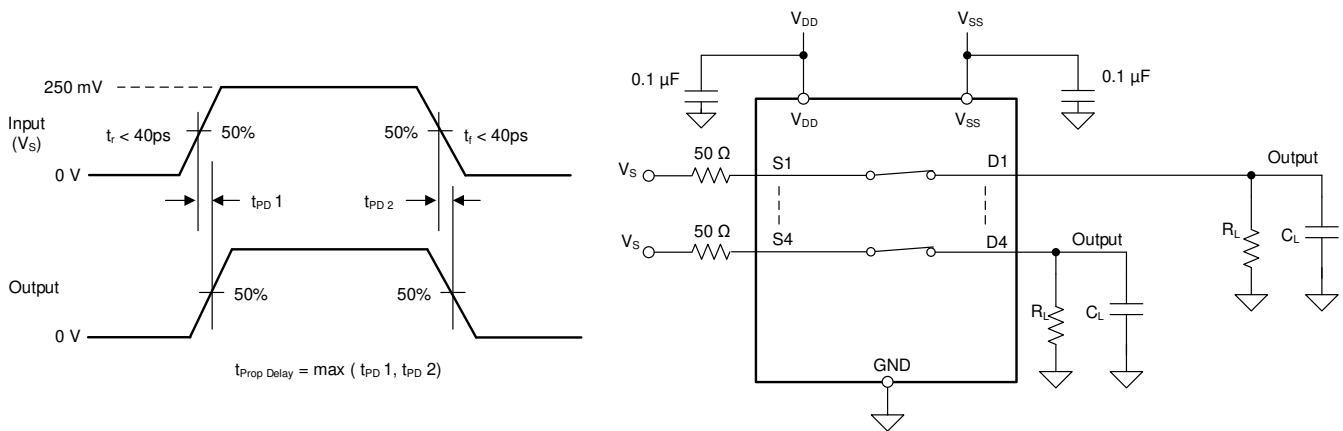 250 mV
Input
(VS)
tr < 40ps
50%
50%
tf < 40ps
0 V
tPD 1
tPD 2
Output
50%
50%
0 V
tProp Delay = max ( tPD 1, tPD 2)
VDD
VSS
0.1 µF
0.1 µF
VDD
VSS
VS
50 Ω
S1
D1
Output
VS
50 Ω
S4
D4
Output
RL
CL
RL
CL
GND